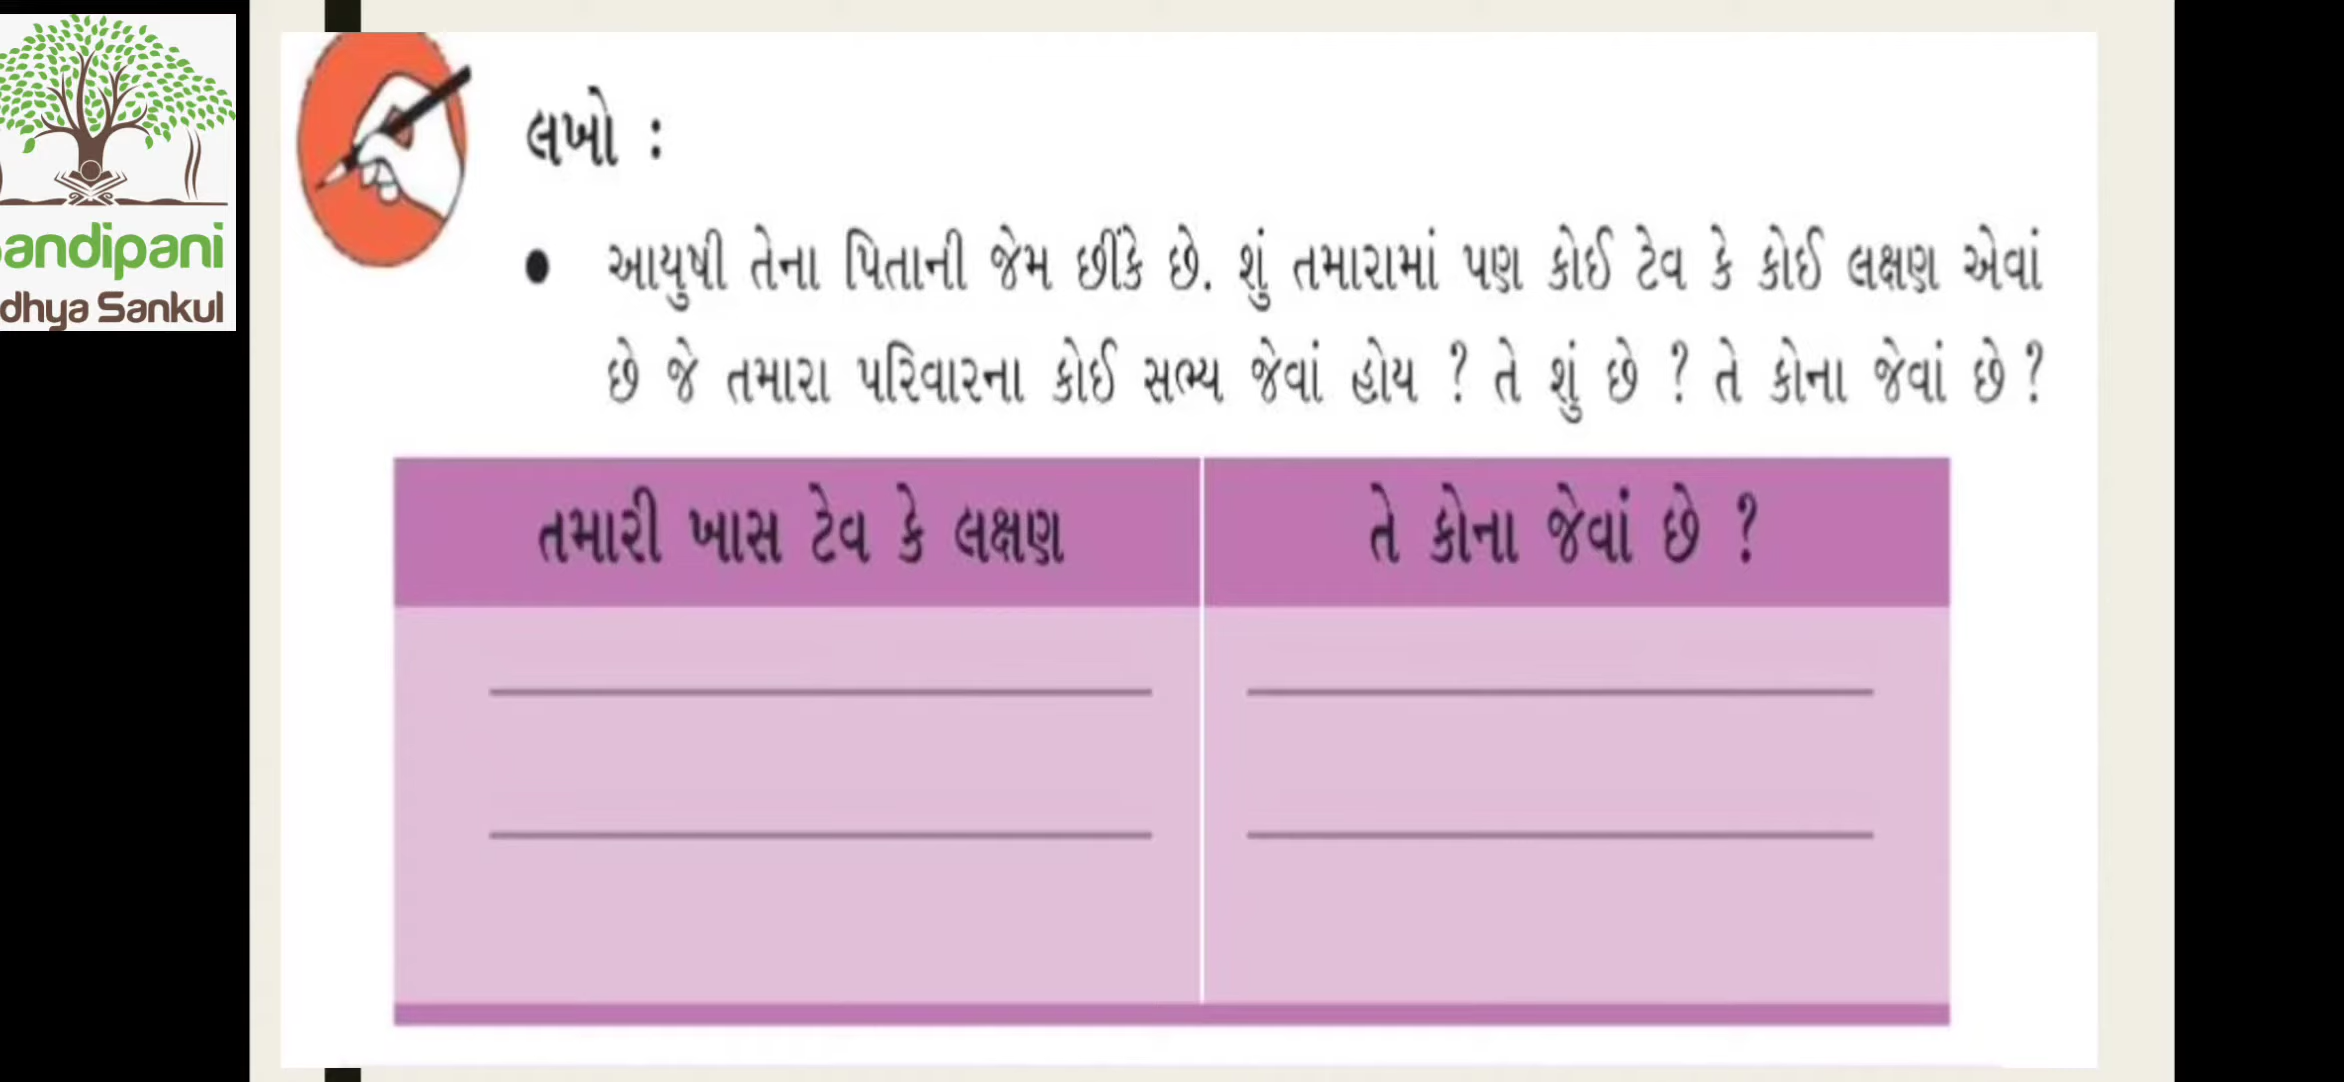 andipani
dhya Sankul
લખો :
● આયુષી તેના પિતાની જેમ છીંકે છે. શું તમારામાં પણ કોઈ ટેવ કે કોઈ લક્ષણ એવાં
છે જે તમારા પરિવારના કોઈ સભ્ય જેવાં હોય ? તે શું છે ? તે કોના જેવાં છે ?
તમારી ખાસ ટેવ કે લક્ષણ તે કોના જેવાં છે ?